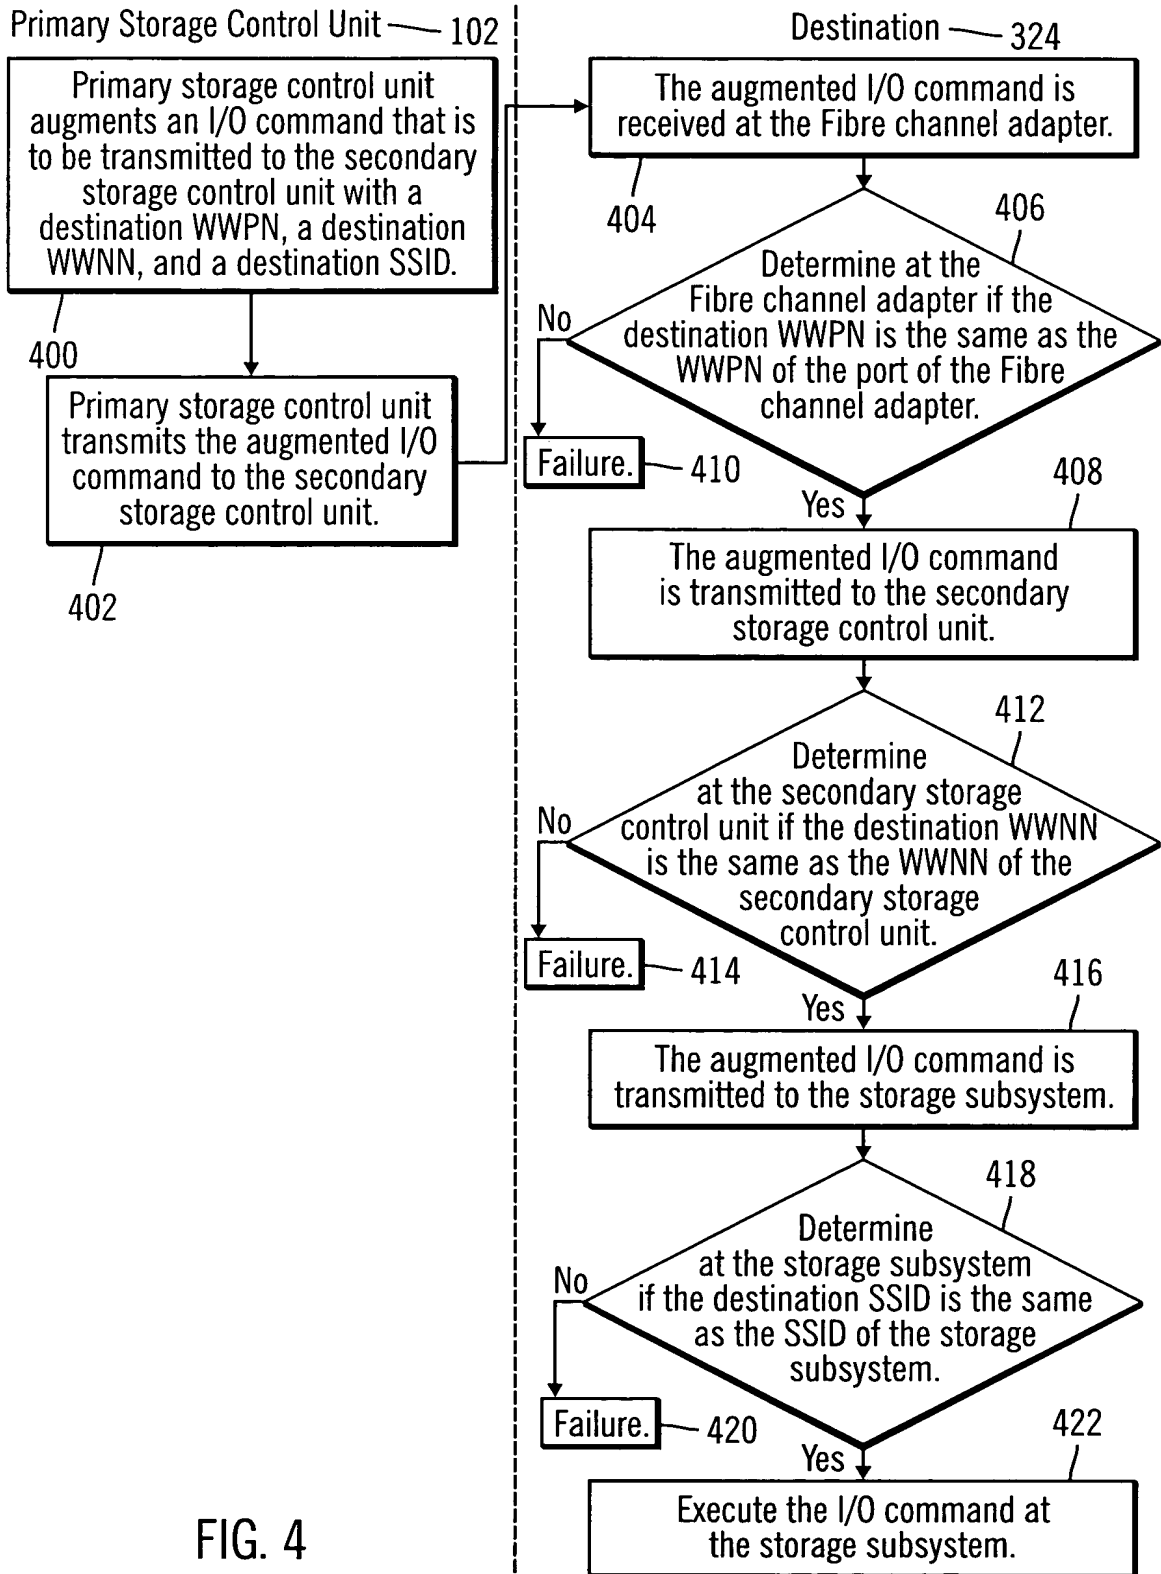 Primary Storage Control Unit
102
Primary storage control unit
augments an I/O command that is
to be transmitted to the secondary
storage control unit with a
destination WWPN, a destination
WWNN, and a destination SSID.
400
Primary storage control unit
transmits the augmented I/O
command to the secondary
storage control unit.
402
Destination
324
The augmented I/O command is
received at the Fibre channel adapter.
404
406
Determine at the
Fibre channel adapter if the
destination WWPN is the same as the
WWPN of the port of the Fibre
channel adapter.
No
Failure.
410
Yes
408
The augmented I/O command
is transmitted to the secondary
storage control unit.
412
Determine
at the secondary storage
control unit if the destination WWNN
is the same as the WWNN of the
secondary storage
control unit.
No
Failure.
414
Yes
416
The augmented I/O command is
transmitted to the storage subsystem.
418
Determine
at the storage subsystem
if the destination SSID is the same
as the SSID of the storage
subsystem.
No
Failure.
420
Yes
422
Execute the I/O command at
the storage subsystem.
FIG. 4